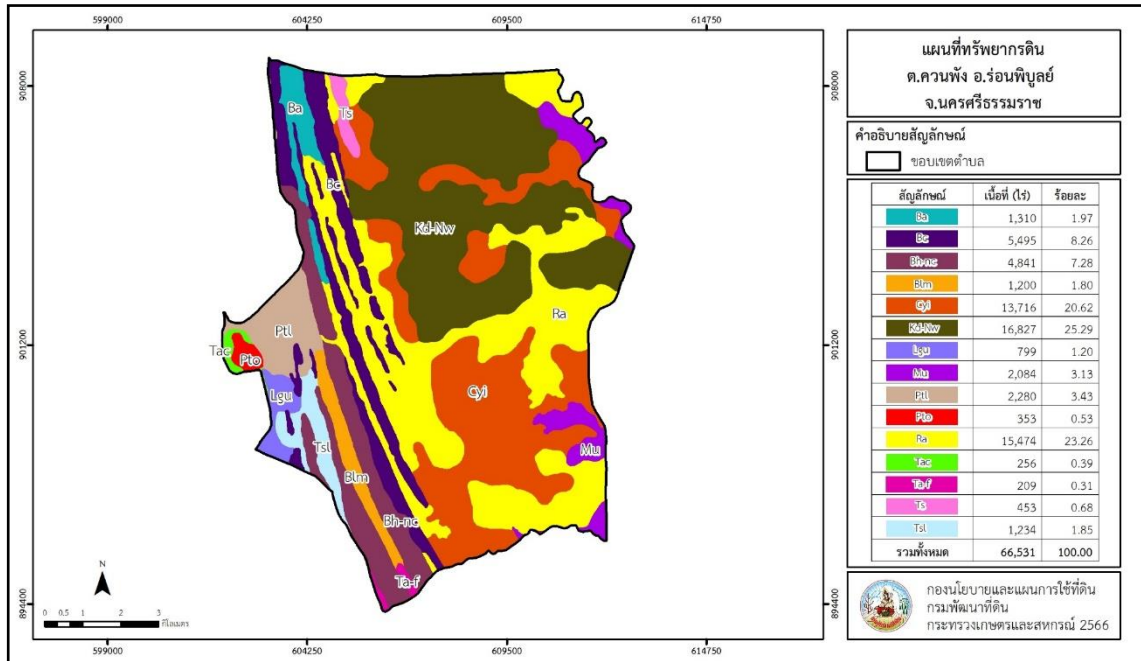 599000 604250 609500 614750
908000 908000
901200 901200
894400 894400
599000 604250 609500 614750
Ba
Ts
Bc
Kd-Nw
Ra
Ptl
Tac
Pto
Cyi
Lgu
Tsl
Mu
Blm
Bh-nc
Ta-f
N
0 0.5 1 2 3
กิโลเมตร
แผนที่ทรัพยากรดิน
ต.ควนพัง อ.ร่อนพิบูลย์
จ.นครศรีธรรมราช
คำอธิบายสัญลักษณ์
ขอบเขตตำบล
สัญลักษณ์ เนื้อที่ (ไร่) ร้อยละ
Ba 1,310 1.97
Bc 5,495 8.26
Bh-nc 4,841 7.28
Blm 1,200 1.80
Cyi 13,716 20.62
Kd-Nw 16,827 25.29
Lgu 799 1.20
Mu 2,084 3.13
Ptl 2,280 3.43
Pto 353 0.53
Ra 15,474 23.26
Tac 256 0.39
Ta-f 209 0.31
Ts 453 0.68
Tsl 1,234 1.85
รวมทั้งหมด 66,531 100.00
กองนโยบายและแผนการใช้ที่ดิน
กรมพัฒนาที่ดิน
กระทรวงเกษตรและสหกรณ์ 2566